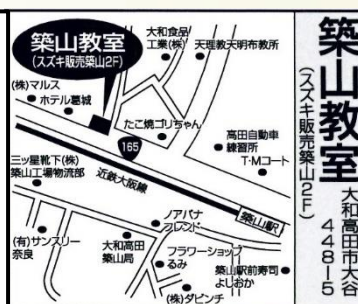 築山教室
(スズキ販売築山2F)
大和食品
工業(株)
天理教天明布教所
(株)マルス
ホテル葛城
たこ焼ゴリちゃん
165
高田自動車
練習所
T・Mコート
三ッ星靴下(株)
築山工場物流部
近鉄大阪線
築山駅
ノアバナ
フレンド
(有)サンスリー
奈良
大和高田
築山局
フラワーショップ
るみ
築山駅前寿司
よしおか
(株)ダビンチ
築山教室
(スズキ販売築山2F)
大和高田市大谷
448-5